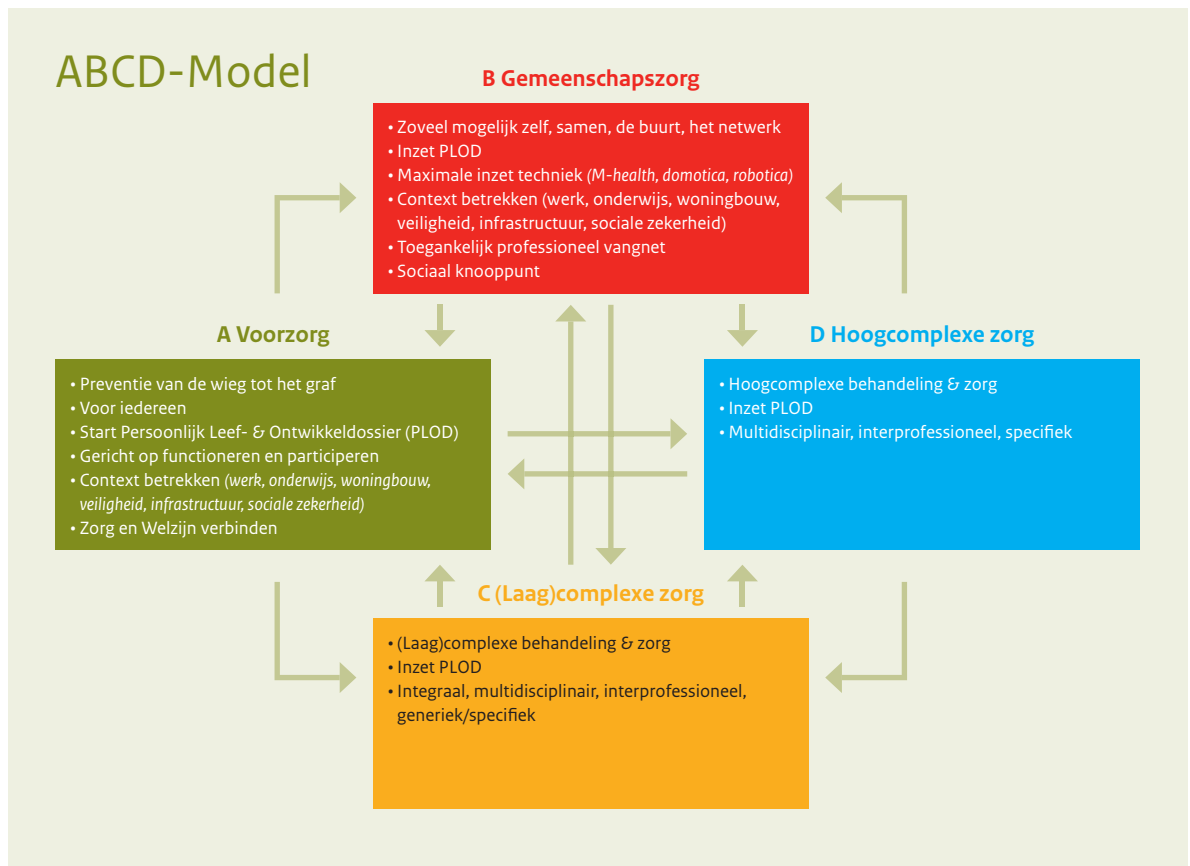 ABCD-Model
B Gemeenschapszorg
• Zoveel mogelijk zelf, samen, de buurt, het netwerk
• Inzet PLOD
• Maximale inzet techniek (M-health, domotica, robotica)
• Context betrekken (werk, onderwijs, woningbouw,
veiligheid, infrastructuur, sociale zekerheid)
• Toegankelijk professioneel vangnet
• Sociaal knooppunt
A Voorzorg
• Preventie van de wieg tot het graf
• Voor iedereen
• Start Persoonlijk Leef- & Ontwikkeldossier (PLOD)
• Gericht op functioneren en participeren
• Context betrekken (werk, onderwijs, woningbouw,
veiligheid, infrastructuur, sociale zekerheid)
• Zorg en Welzijn verbinden
D Hoogcomplexe zorg
• Hoogcomplexe behandeling & zorg
• Inzet PLOD
• Multidisciplinair, interprofessioneel, specifiek
C (Laag)complexe zorg
• (Laag)complexe behandeling & zorg
• Inzet PLOD
• Integraal, multidisciplinair, interprofessioneel,
generiek/specifiek